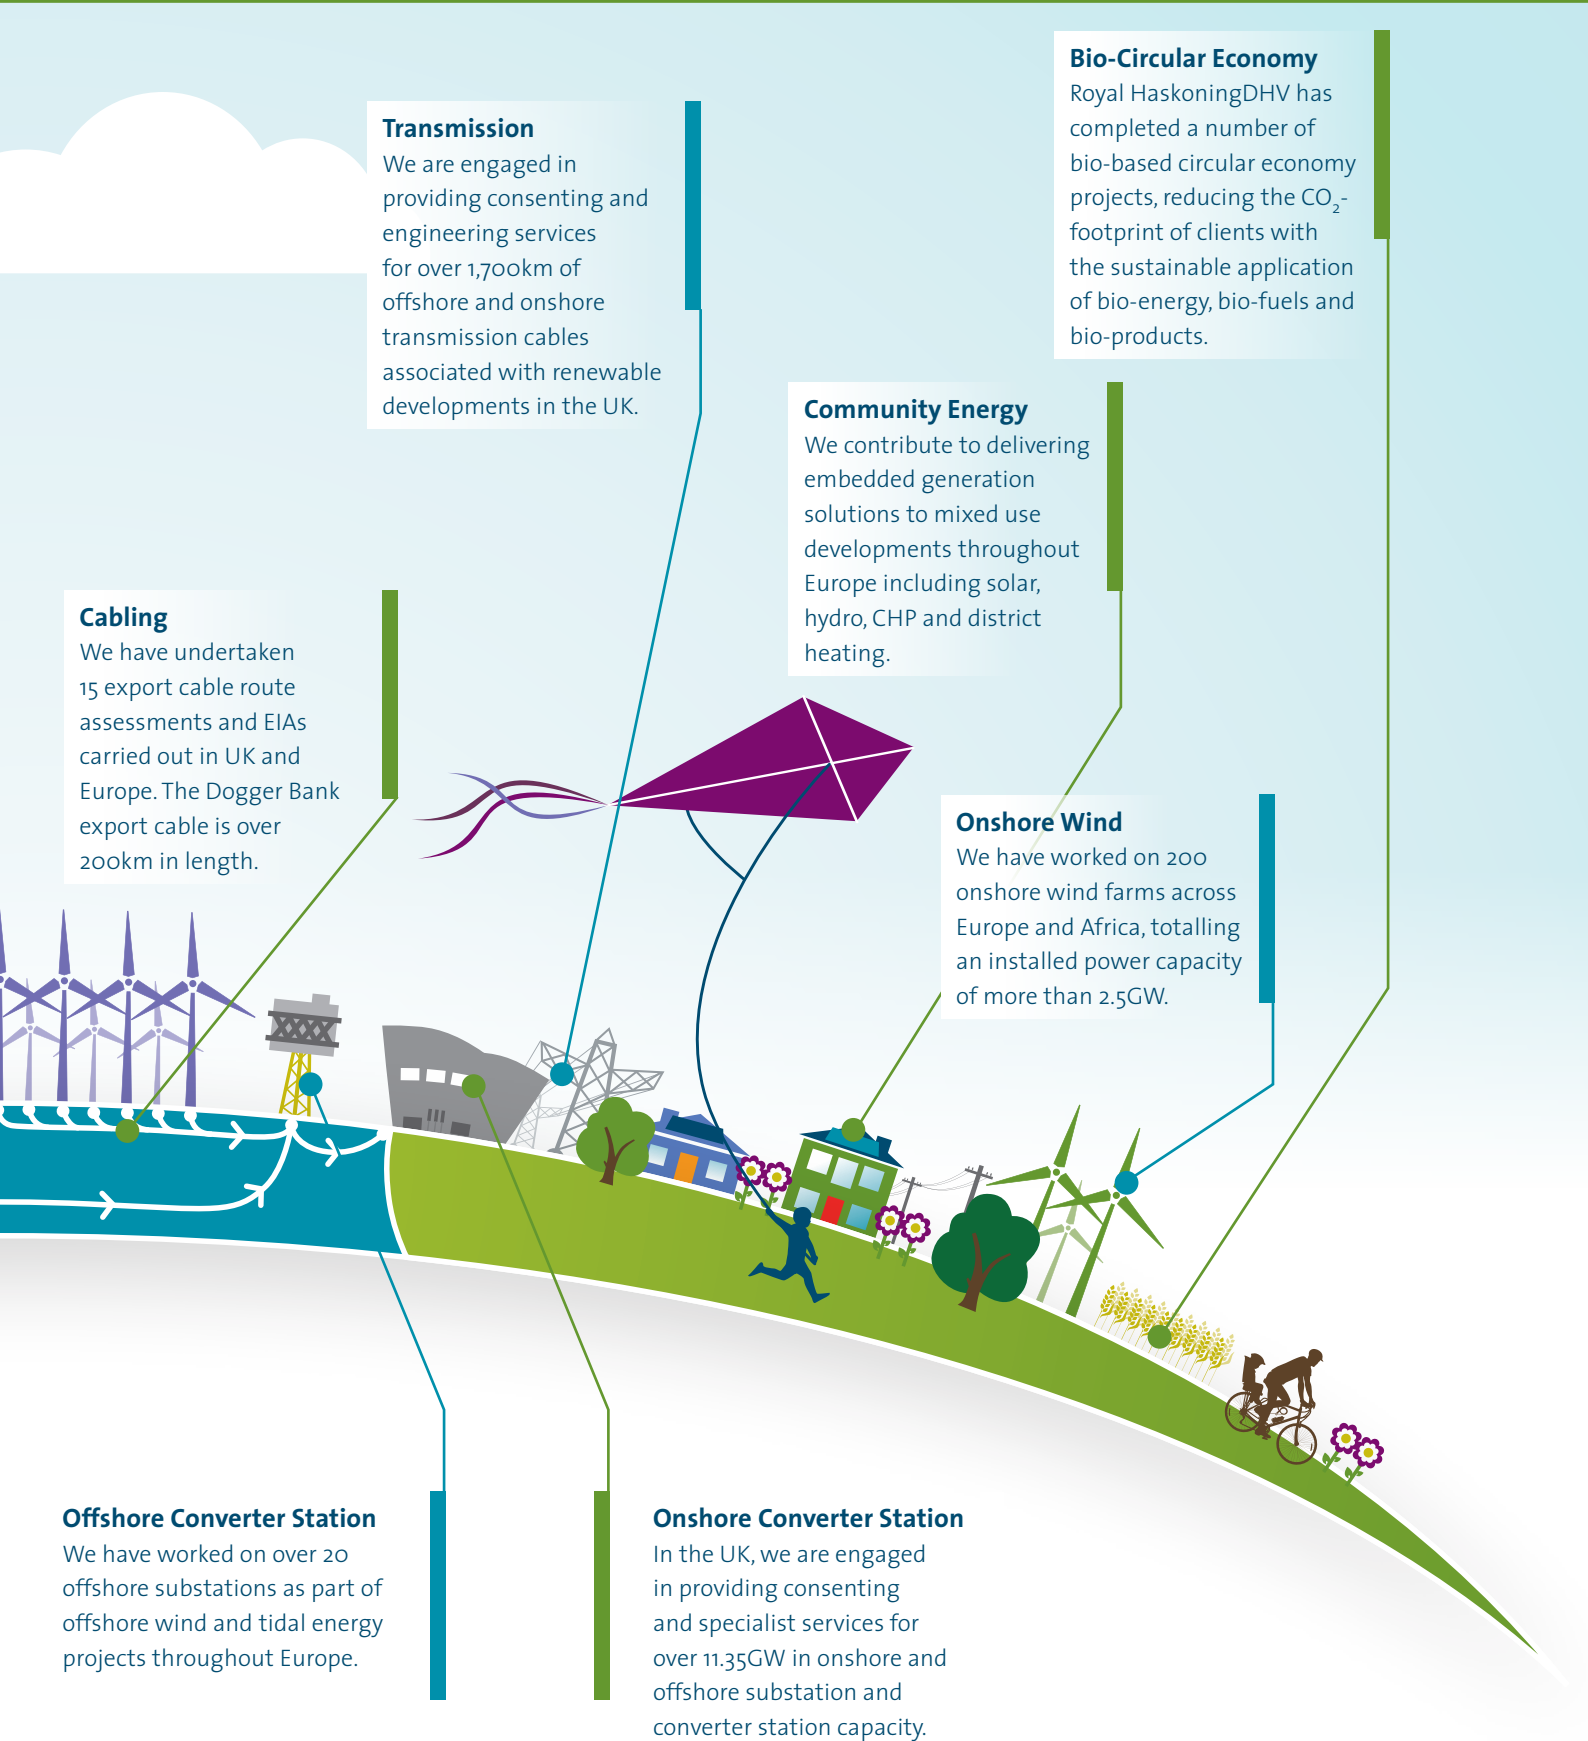 Transmission
We are engaged in
providing consenting and
engineering services
for over 1,700km of
offshore and onshore
transmission cables
associated with renewable
developments in the UK.
Bio-Circular Economy
Royal HaskoningDHV has
completed a number of
bio-based circular economy
projects, reducing the CO₂-
footprint of clients with
the sustainable application
of bio-energy, bio-fuels and
bio-products.
Community Energy
We contribute to delivering
embedded generation
solutions to mixed use
developments throughout
Europe including solar,
hydro, CHP and district
heating.
Cabling
We have undertaken
15 export cable route
assessments and EIAs
carried out in UK and
Europe. The Dogger Bank
export cable is over
200km in length.
Onshore Wind
We have worked on 200
onshore wind farms across
Europe and Africa, totalling
an installed power capacity
of more than 2.5GW.
Offshore Converter Station
We have worked on over 20
offshore substations as part of
offshore wind and tidal energy
projects throughout Europe.
Onshore Converter Station
In the UK, we are engaged
in providing consenting
and specialist services for
over 11.35GW in onshore and
offshore substation and
converter station capacity.